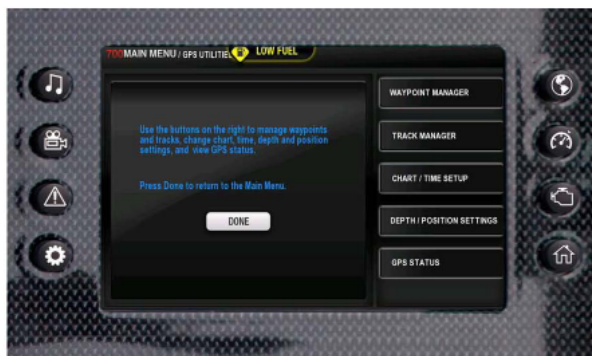 700MAIN MENU / GPS UTILITIE
LOW FUEL
Use the buttons on the right to manage waypoints
and tracks, change chart, time, depth and position
settings, and view GPS status.
Press Done to return to the Main Menu.
DONE
WAYPOINT MANAGER
TRACK MANAGER
CHART / TIME SETUP
DEPTH / POSITION SETTINGS
GPS STATUS